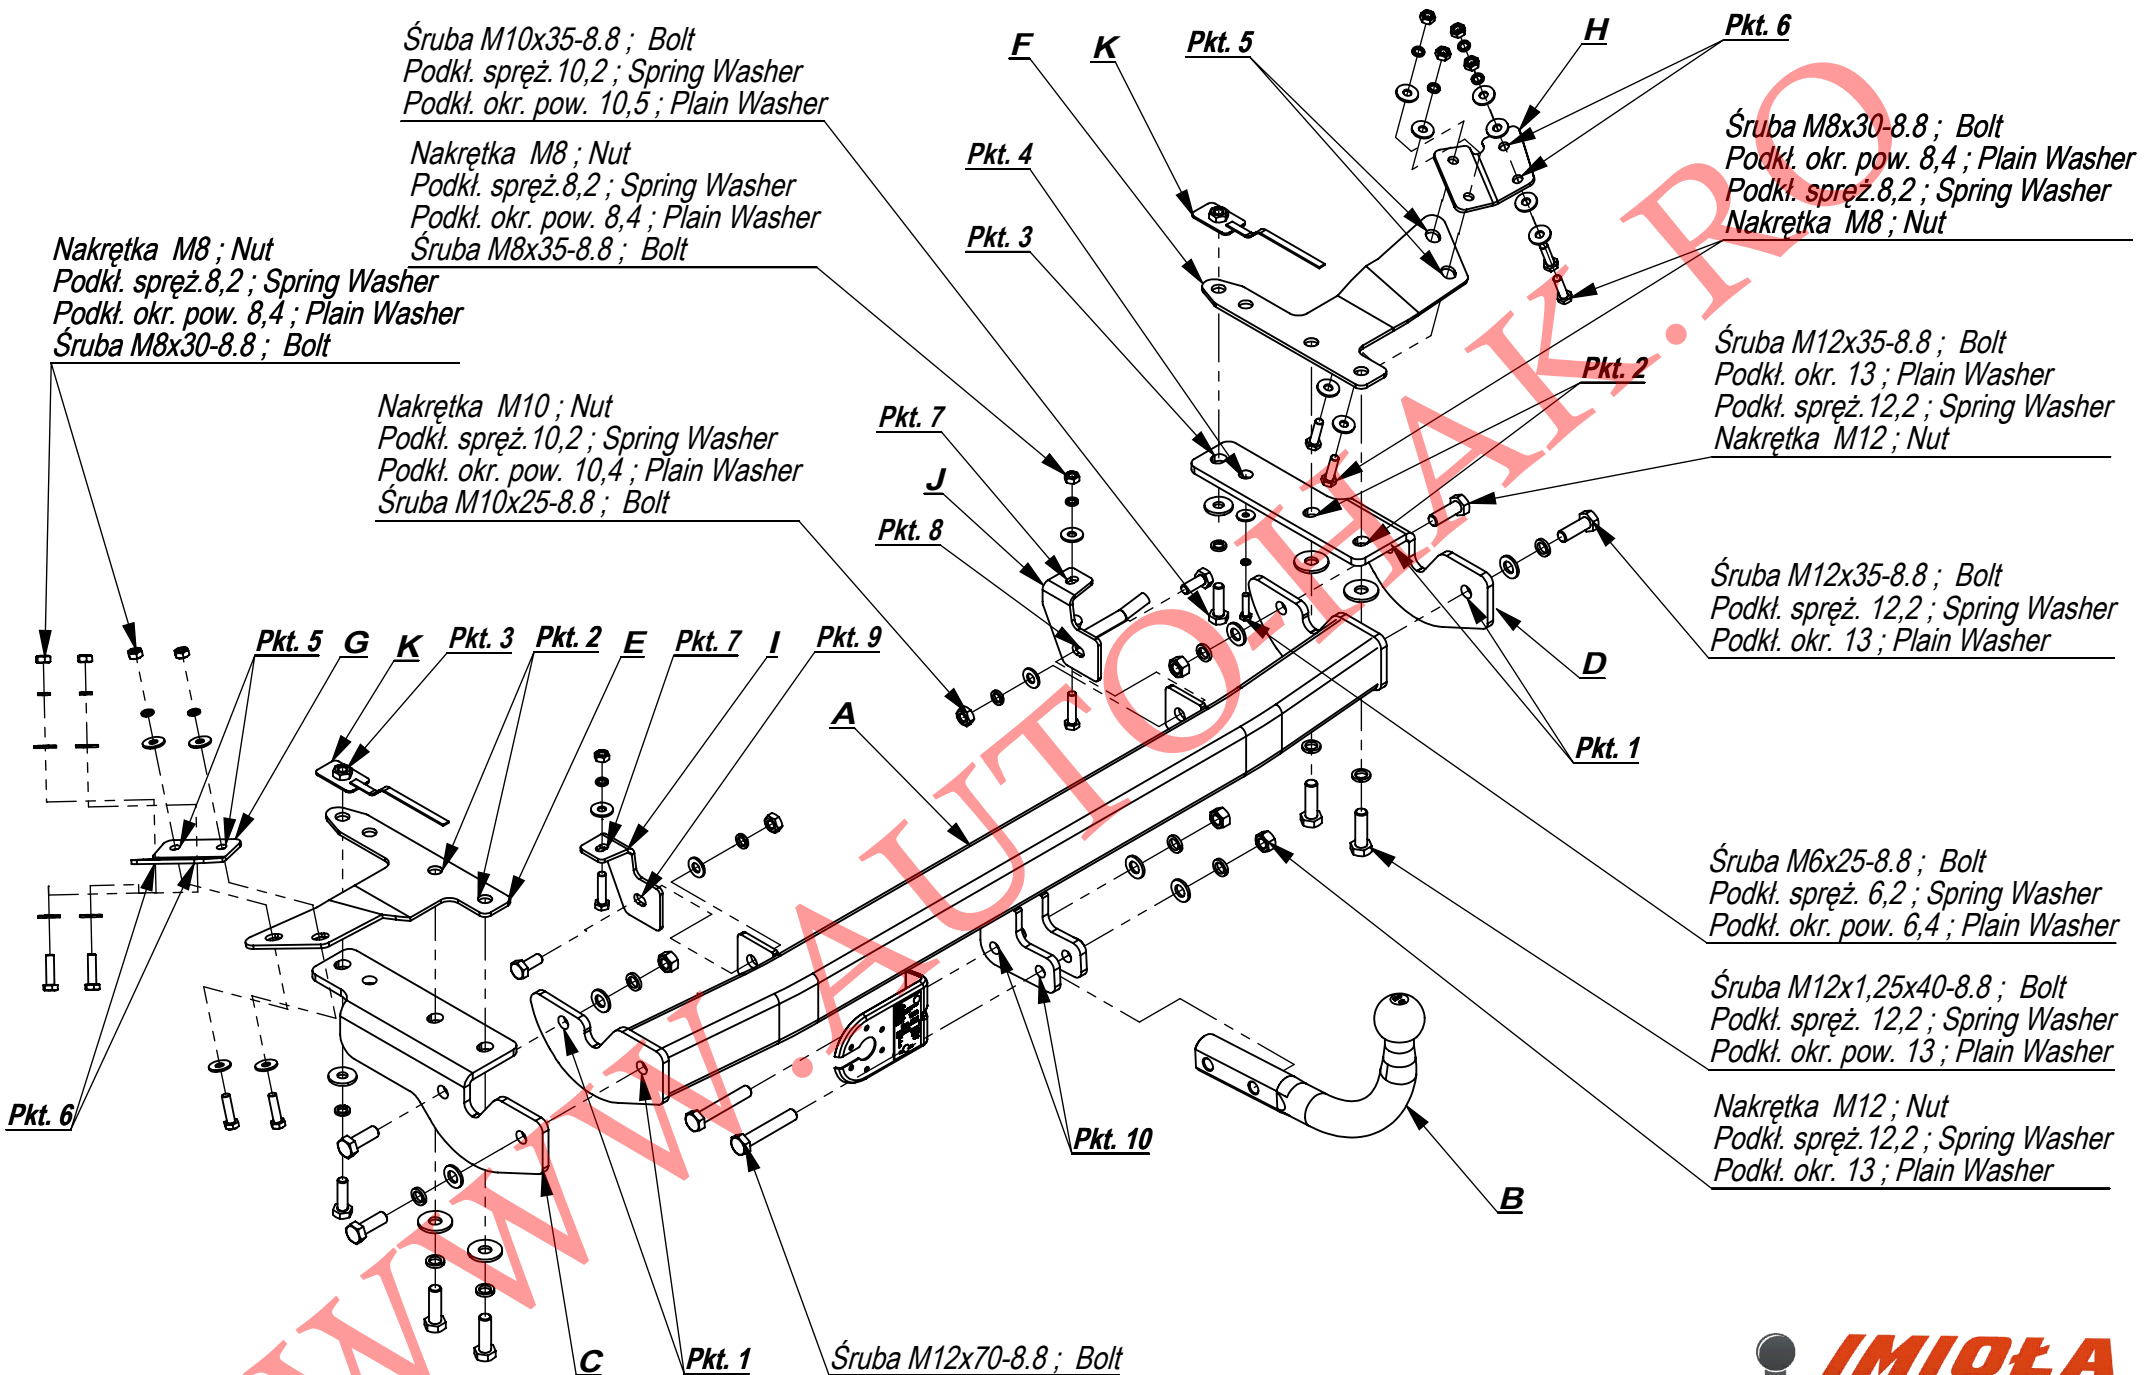 Śruba M10x35-8.8 ; Bolt
Podkł. spręż.10,2 ; Spring Washer
Podkł. okr. pow. 10,5 ; Plain Washer
Nakrętka M8 ; Nut
Podkł. spręż.8,2 ; Spring Washer
Podkł. okr. pow. 8,4 ; Plain Washer
Śruba M8x35-8.8 ; Bolt
Nakrętka M8 ; Nut
Podkł. spręż.8,2 ; Spring Washer
Podkł. okr. pow. 8,4 ; Plain Washer
Śruba M8x30-8.8 ; Bolt
Nakrętka M10 ; Nut
Podkł. spręż.10,2 ; Spring Washer
Podkł. okr. pow. 10,4 ; Plain Washer
Śruba M10x25-8.8 ; Bolt
F
K
Pkt. 5
H
Pkt. 6
Pkt. 4
Pkt. 3
Śruba M8x30-8.8 ; Bolt
Podkł. okr. pow. 8,4 ; Plain Washer
Podkł. spręż.8,2 ; Spring Washer
Nakrętka M8 ; Nut
Śruba M12x35-8.8 ; Bolt
Podkł. okr. 13 ; Plain Washer
Podkł. spręż.12,2 ; Spring Washer
Nakrętka M12 ; Nut
Pkt. 2
Pkt. 7
J
Pkt. 8
Śruba M12x35-8.8 ; Bolt
Podkł. spręż. 12,2 ; Spring Washer
Podkł. okr. 13 ; Plain Washer
D
Pkt. 5
G
K
Pkt. 3
Pkt. 2
E
Pkt. 7
I
Pkt. 9
A
Pkt. 1
Śruba M6x25-8.8 ; Bolt
Podkł. spręż. 6,2 ; Spring Washer
Podkł. okr. pow. 6,4 ; Plain Washer
Śruba M12x1,25x40-8.8 ; Bolt
Podkł. spręż. 12,2 ; Spring Washer
Podkł. okr. pow. 13 ; Plain Washer
Nakrętka M12 ; Nut
Podkł. spręż.12,2 ; Spring Washer
Podkł. okr. 13 ; Plain Washer
Pkt. 6
Pkt. 10
B
C
Pkt. 1
Śruba M12x70-8.8 ; Bolt
WWW.AUTO-HAK.RO
IMIOŁA